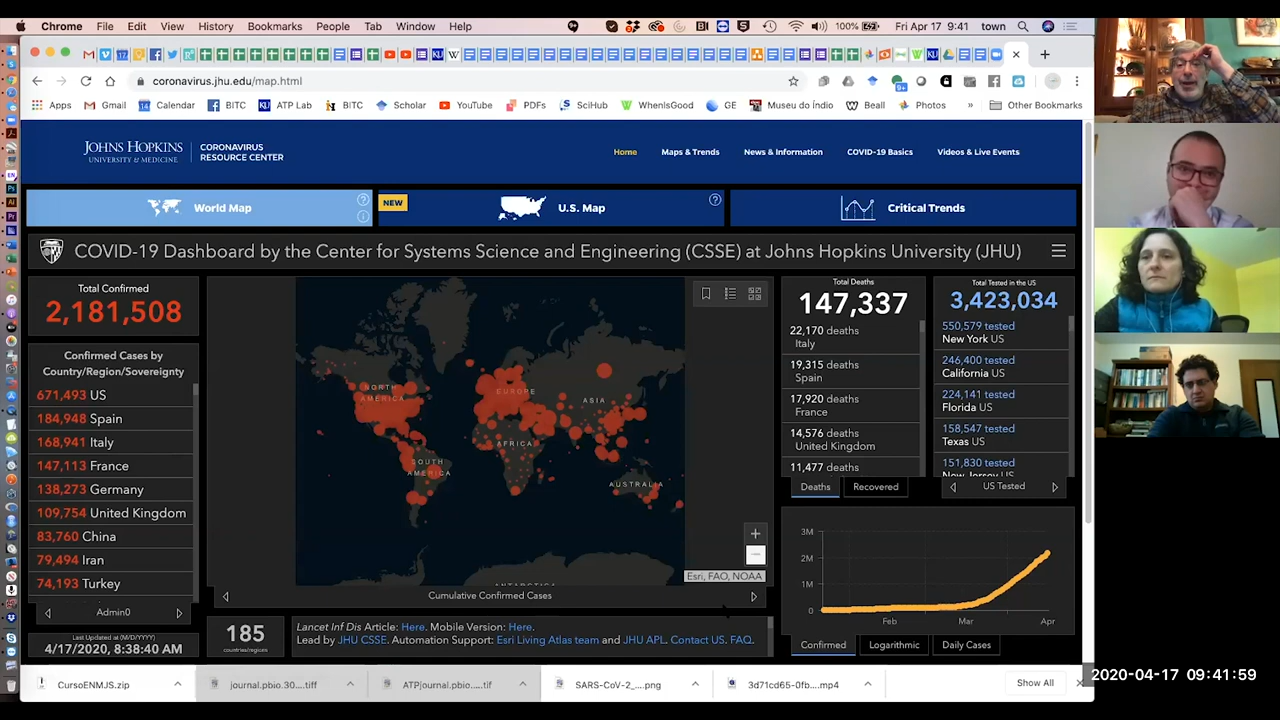 Chrome File Edit View History Bookmarks People Tab Window Help 100% Fri Apr 17 9:41 town
coronavirus.jhu.edu/map.html
Apps Gmail Calendar BITC ATP Lab BITC Scholar YouTube PDFs SciHub WhenIsGood GE Museu do Índio Beall Photos » Other Bookmarks
JOHNS HOPKINS
UNIVERSITY & MEDICINE
CORONAVIRUS
RESOURCE CENTER
Home Maps & Trends News & Information COVID-19 Basics Videos & Live Events
World Map
NEW
U.S. Map
Critical Trends
COVID-19 Dashboard by the Center for Systems Science and Engineering (CSSE) at Johns Hopkins University (JHU)
Total Confirmed
2,181,508
Confirmed Cases by
Country/Region/Sovereignty
671,493 US
184,948 Spain
168,941 Italy
147,113 France
138,273 Germany
109,754 United Kingdom
83,760 China
79,494 Iran
74,193 Turkey
Admin0
Last Updated at (M/D/YYYY)
4/17/2020, 8:38:40 AM
NORTH
AMERICA
SOUTH
AMERICA
EUROPE
AFRICA
ASIA
AUSTRALIA
ANTARCTICA
Esri, FAO, NOAA
Cumulative Confirmed Cases
185
countries/regions
Lancet Inf Dis Article: Here. Mobile Version: Here.
Lead by JHU CSSE. Automation Support: Esri Living Atlas team and JHU APL. Contact US. FAQ.
Total Deaths
147,337
22,170 deaths
Italy
19,315 deaths
Spain
17,920 deaths
France
14,576 deaths
United Kingdom
11,477 deaths
Deaths Recovered
Total Tested in the US
3,423,034
550,579 tested
New York US
246,400 tested
California US
224,141 tested
Florida US
158,547 tested
Texas US
151,830 tested
New Jersey US
US Tested
3M
2M
1M
0
Feb Mar Apr
Confirmed Logarithmic Daily Cases
CursoENMJS.zip
journal.pbio.30....tiff
ATPjournal.pbio....tif
SARS-CoV-2_....png
3d71cd65-0fb....mp4
Show All
2020-04-17 09:41:59